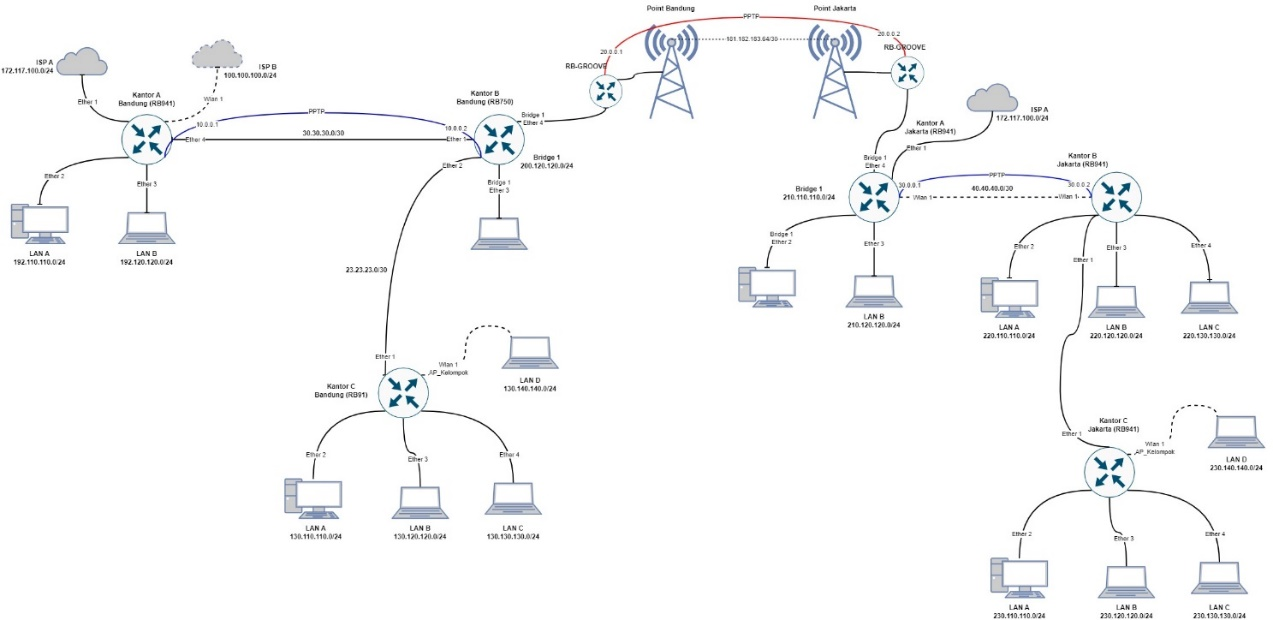 Point Bandung
Point Jakarta
PPTP
20.0.0.1
181.182.183.64/30
20.0.0.2
RB-GROOVE
RB-GROOVE
ISP A
172.117.100.0/24
ISP B
100.100.100.0/24
Ether 1
Wlan 1
Kantor A
Bandung (RB941)
PPTP
10.0.0.1
10.0.0.2
Ether 4
30.30.30.0/30
Ether 1
Kantor B
Bandung (RB750)
Bridge 1
Ether 4
Bridge 1
200.120.120.0/24
Ether 2
Bridge 1
Ether 3
Ether 2
Ether 3
LAN A
192.110.110.0/24
LAN B
192.120.120.0/24
23.23.23.0/30
Ether 1
Kantor C
Bandung (RB91)
Wlan 1
AP_Kelompok
LAN D
130.140.140.0/24
Ether 2
Ether 3
Ether 4
LAN A
130.110.110.0/24
LAN B
130.120.120.0/24
LAN C
130.130.130.0/24
ISP A
172.117.100.0/24
Kantor A
Jakarta (RB941)
Ether 1
Bridge 1
Ether 4
Bridge 1
210.110.110.0/24
30.0.0.1
PPTP
30.0.0.2
Wlan 1
40.40.40.0/30
Wlan 1
Kantor B
Jakarta (RB941)
Bridge 1
Ether 2
Ether 3
LAN B
210.120.120.0/24
Ether 2
Ether 1
Ether 3
Ether 4
LAN A
220.110.110.0/24
LAN B
220.120.120.0/24
LAN C
220.130.130.0/24
Kantor C
Jakarta (RB941)
Ether 1
Wlan 1
AP_Kelompok
LAN D
230.140.140.0/24
Ether 2
Ether 3
Ether 4
LAN A
230.110.110.0/24
LAN B
230.120.120.0/24
LAN C
230.130.130.0/24